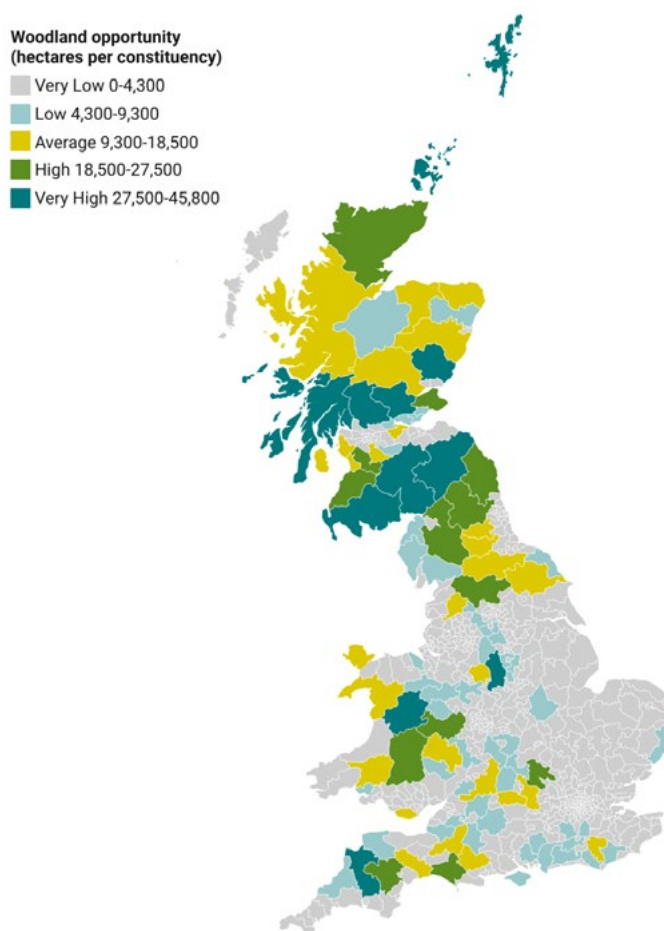 Woodland opportunity
(hectares per constituency)
Very Low 0-4,300
Low 4,300-9,300
Average 9,300-18,500
High 18,500-27,500
Very High 27,500-45,800